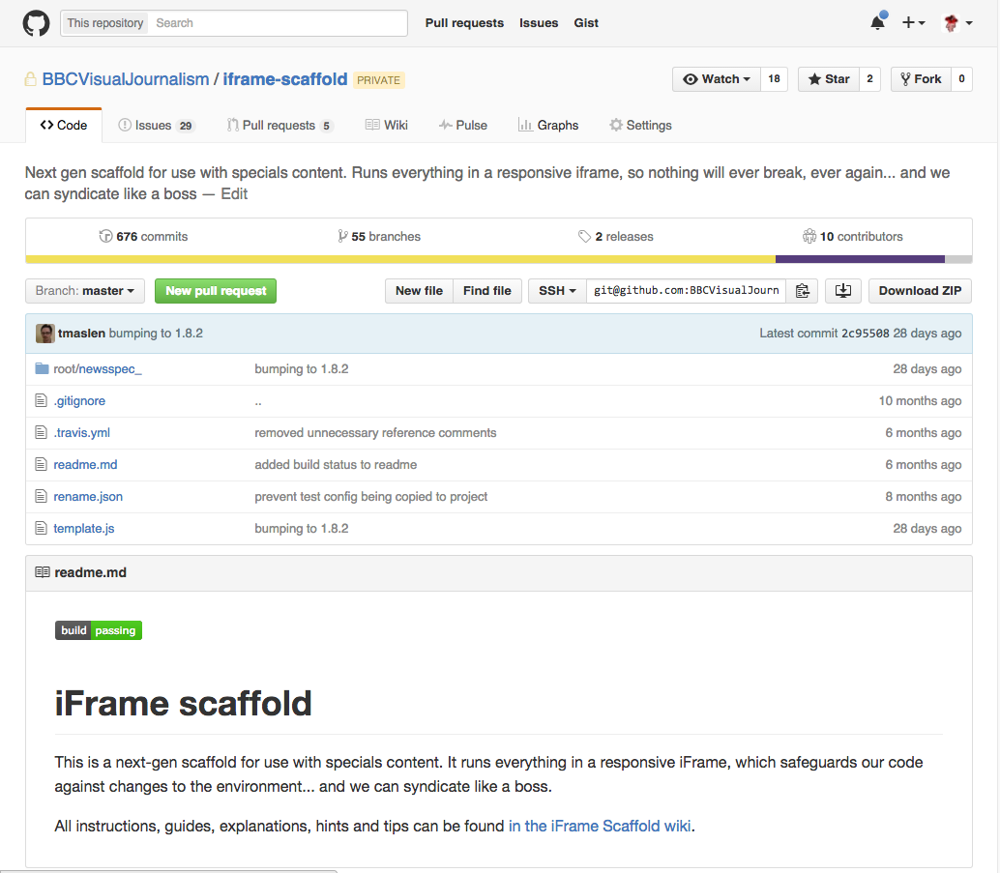 This repository Search Pull requests Issues Gist
BBCVisualJournalism / iframe-scaffold PRIVATE Watch 18 Star 2 Fork 0
Code Issues 29 Pull requests 5 Wiki Pulse Graphs Settings
Next gen scaffold for use with specials content. Runs everything in a responsive iframe, so nothing will ever break, ever again... and we
can syndicate like a boss — Edit
676 commits 55 branches 2 releases 10 contributors
Branch: master New pull request New file Find file SSH git@github.com:BBCVisualJourn Download ZIP
tmaslen bumping to 1.8.2 Latest commit 2c95508 28 days ago
root/newsspec_ bumping to 1.8.2 28 days ago
.gitignore .. 10 months ago
.travis.yml removed unnecessary reference comments 6 months ago
readme.md added build status to readme 6 months ago
rename.json prevent test config being copied to project 8 months ago
template.js bumping to 1.8.2 28 days ago
readme.md
build passing
iFrame scaffold
This is a next-gen scaffold for use with specials content. It runs everything in a responsive iFrame, which safeguards our code
against changes to the environment... and we can syndicate like a boss.
All instructions, guides, explanations, hints and tips can be found in the iFrame Scaffold wiki.